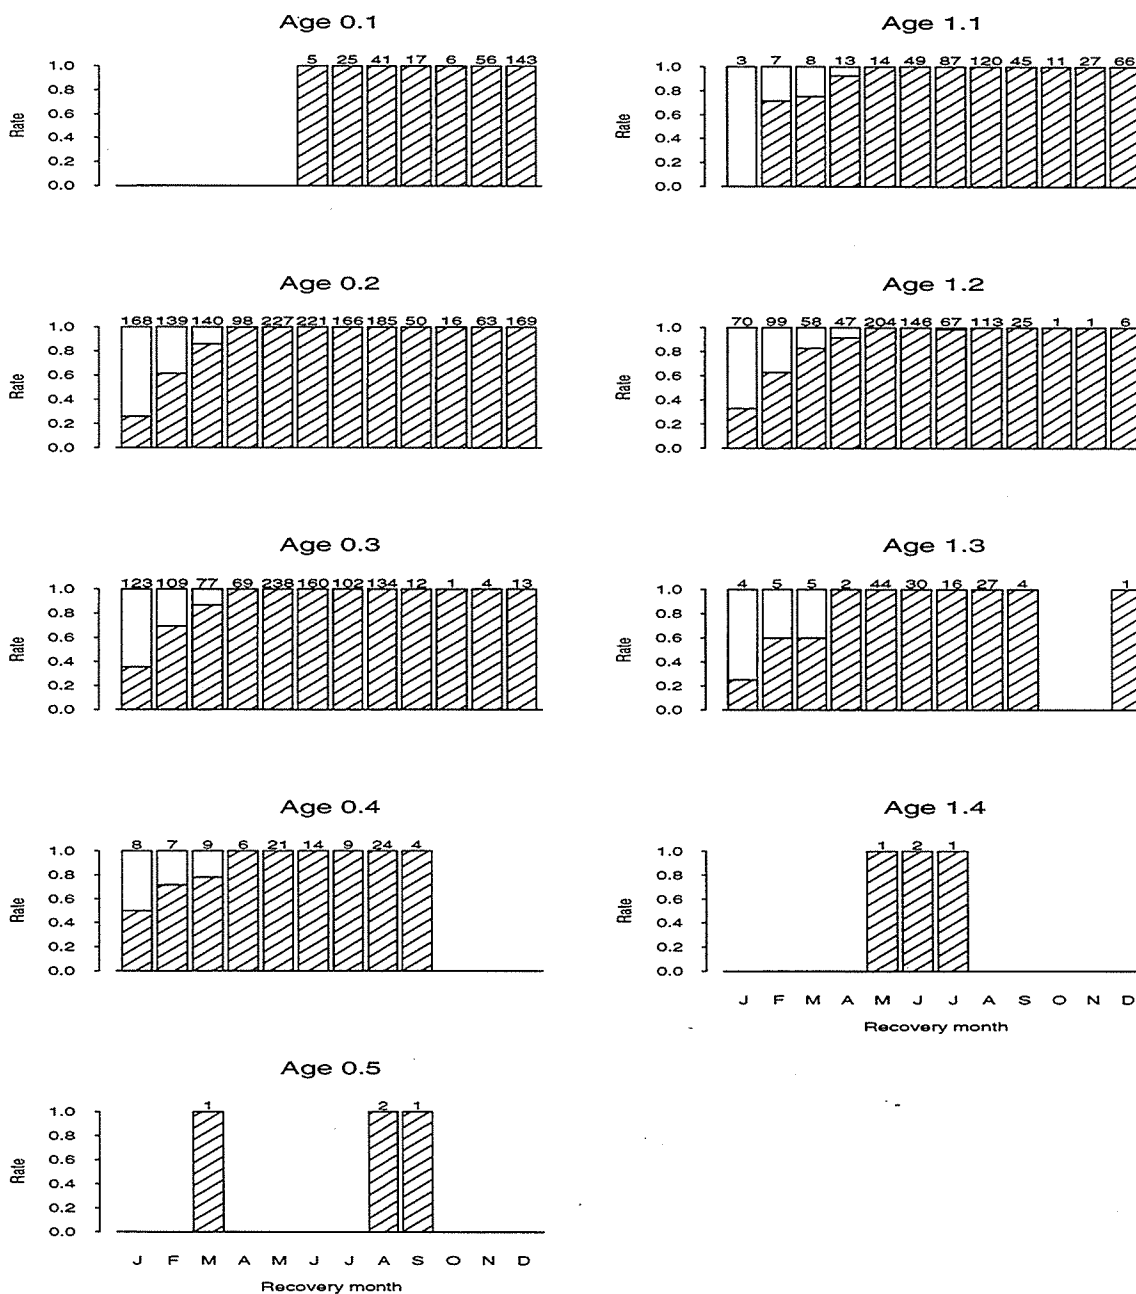 Age 0.1
5 25 41 17 6 56 143
1.0
0.8
0.6
0.4
0.2
0.0
Rate
Age 1.1
3 7 8 13 14 49 87 120 45 11 27 66
1.0
0.8
0.6
0.4
0.2
0.0
Rate
Age 0.2
168 139 140 98 227 221 166 185 50 16 63 169
1.0
0.8
0.6
0.4
0.2
0.0
Rate
Age 1.2
70 99 58 47 204 146 67 113 25 1 1 6
1.0
0.8
0.6
0.4
0.2
0.0
Rate
Age 0.3
123 109 77 69 238 160 102 134 12 1 4 13
1.0
0.8
0.6
0.4
0.2
0.0
Rate
Age 1.3
4 5 5 2 44 30 16 27 4 1
1.0
0.8
0.6
0.4
0.2
0.0
Rate
Age 0.4
8 7 9 6 21 14 9 24 4
1.0
0.8
0.6
0.4
0.2
0.0
Rate
Age 1.4
1 2 1
1.0
0.8
0.6
0.4
0.2
0.0
Rate
J F M A M J J A S O N D
Recovery month
Age 0.5
1 2 1
1.0
0.8
0.6
0.4
0.2
0.0
Rate
J F M A M J J A S O N D
Recovery month